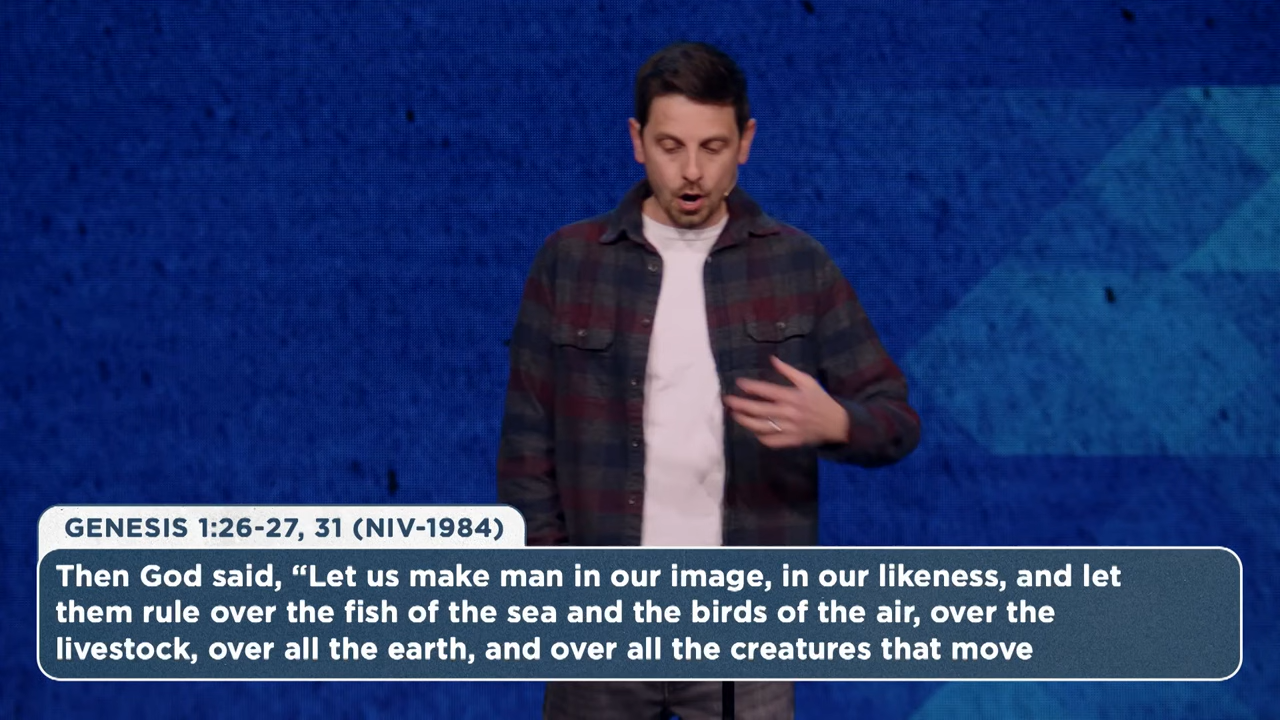 GENESIS 1:26-27, 31 (NIV-1984)
Then God said, “Let us make man in our image, in our likeness, and let
them rule over the fish of the sea and the birds of the air, over the
livestock, over all the earth, and over all the creatures that move